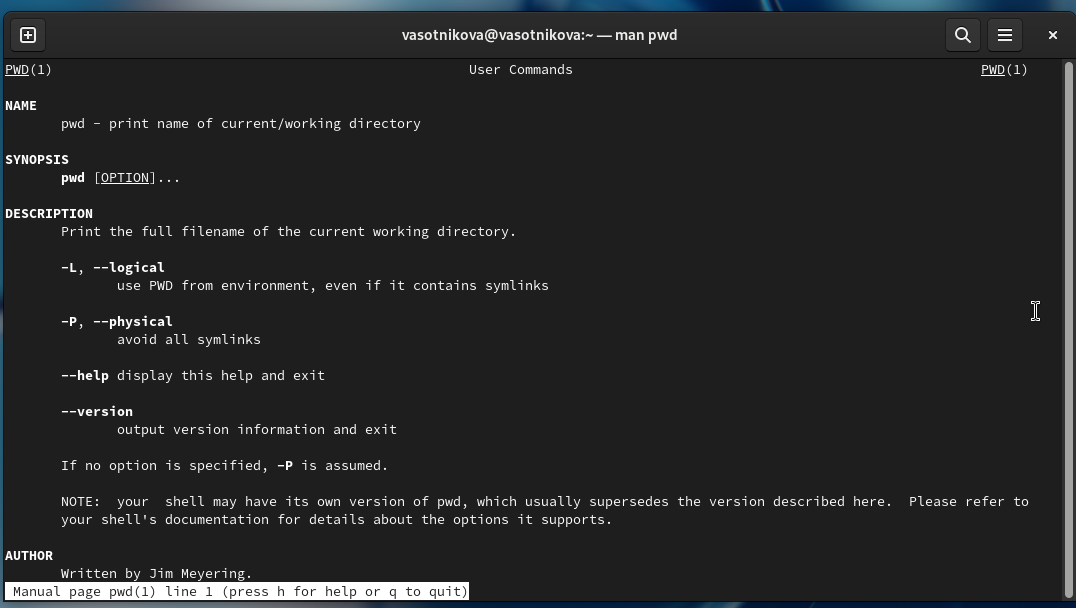 vasotnikova@vasotnikova:~ — man pwd
PWD(1) User Commands PWD(1)
NAME
pwd - print name of current/working directory
SYNOPSIS
pwd [OPTION]...
DESCRIPTION
Print the full filename of the current working directory.
-L, --logical
use PWD from environment, even if it contains symlinks
-P, --physical
avoid all symlinks
--help display this help and exit
--version
output version information and exit
If no option is specified, -P is assumed.
NOTE:  your  shell may have its own version of pwd, which usually supersedes the version described here.  Please refer to
your shell's documentation for details about the options it supports.
AUTHOR
Written by Jim Meyering.
Manual page pwd(1) line 1 (press h for help or q to quit)